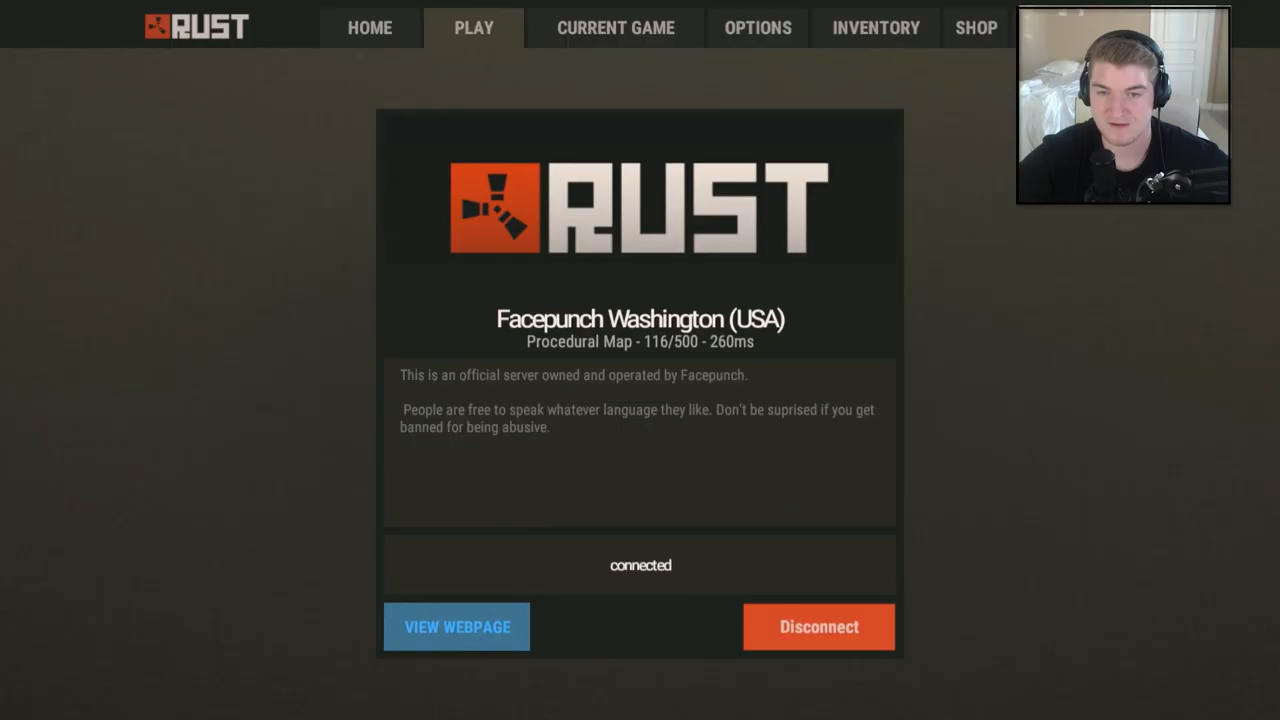 RUST
HOME
PLAY
CURRENT GAME
OPTIONS
INVENTORY
SHOP
RUST
Facepunch Washington (USA)
Procedural Map - 116/500 - 260ms
This is an official server owned and operated by Facepunch.
People are free to speak whatever language they like. Don't be suprised if you get
banned for being abusive.
connected
VIEW WEBPAGE
Disconnect